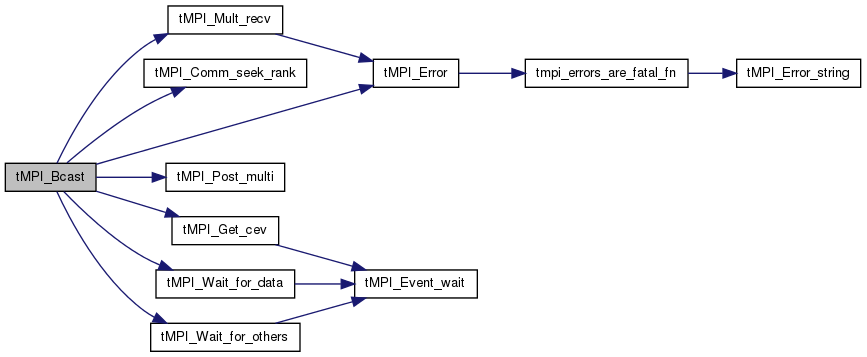 tMPI_Mult_recv
tMPI_Comm_seek_rank
tMPI_Error
tmpi_errors_are_fatal_fn
tMPI_Error_string
tMPI_Bcast
tMPI_Post_multi
tMPI_Get_cev
tMPI_Wait_for_data
tMPI_Event_wait
tMPI_Wait_for_others